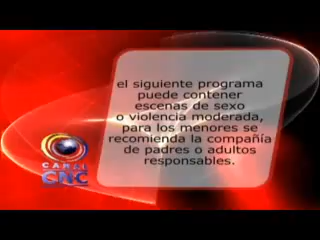 el siguiente programa
puede contener
escenas de sexo
o violencia moderada,
para los menores se
recomienda la compañía
de padres o adultos
responsables.
CANAL
CNC